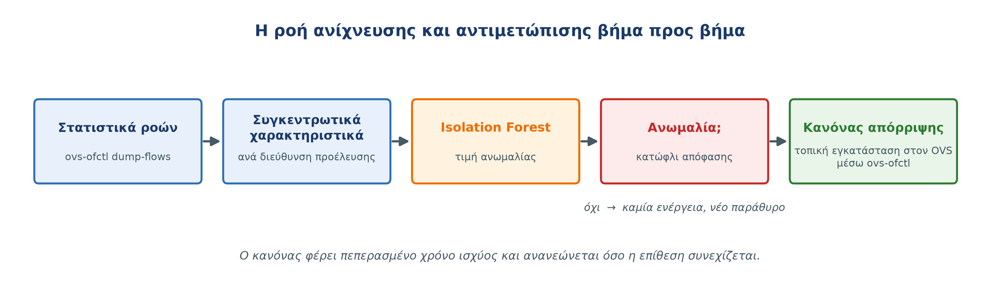 Η ροή ανίχνευσης και αντιμετώπισης βήμα προς βήμα
Στατιστικά ροών
ovs-ofctl dump-flows
Συγκεντρωτικά
χαρακτηριστικά
ανά διεύθυνση προέλευσης
Isolation Forest
τιμή ανωμαλίας
Ανωμαλία;
κατώφλι απόφασης
Κανόνας απόρριψης
τοπική εγκατάσταση στον OVS
μέσω ovs-ofctl
όχι → καμία ενέργεια, νέο παράθυρο
Ο κανόνας φέρει πεπερασμένο χρόνο ισχύος και ανανεώνεται όσο η επίθεση συνεχίζεται.